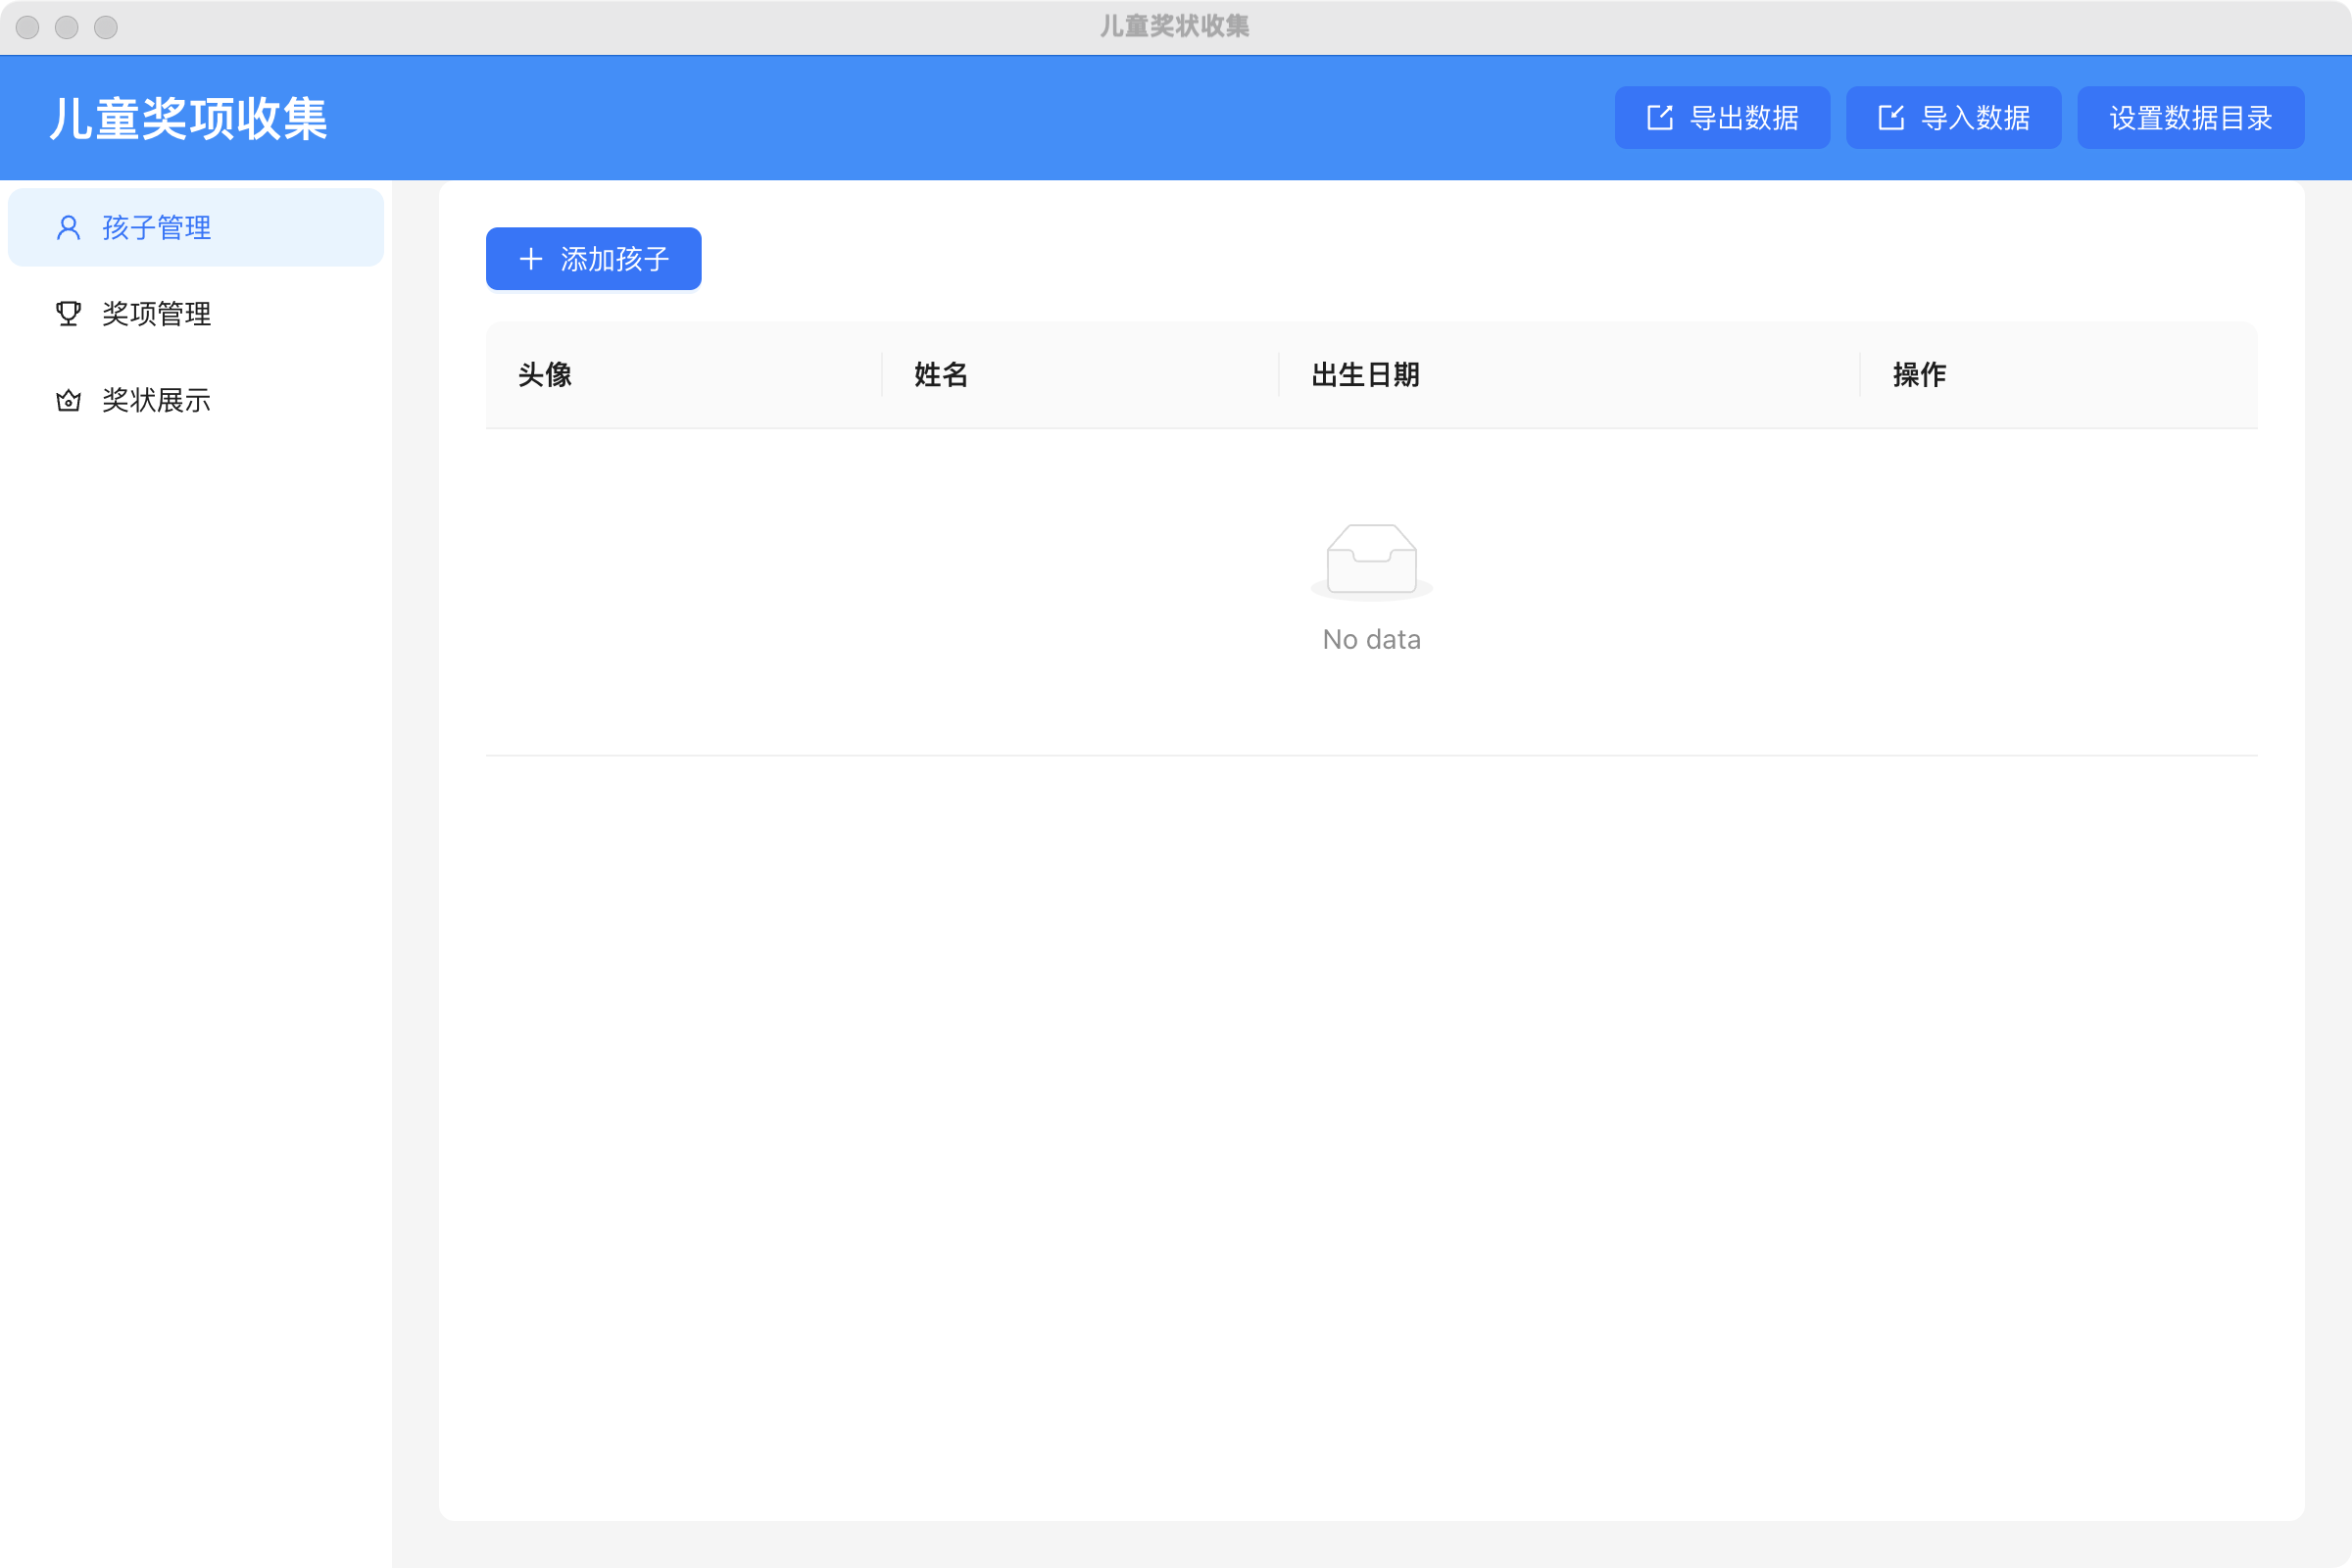 儿童奖状收集
儿童奖项收集
导出数据
导入数据
设置数据目录
孩子管理
奖项管理
奖状展示
添加孩子
头像 姓名 出生日期 操作
No data